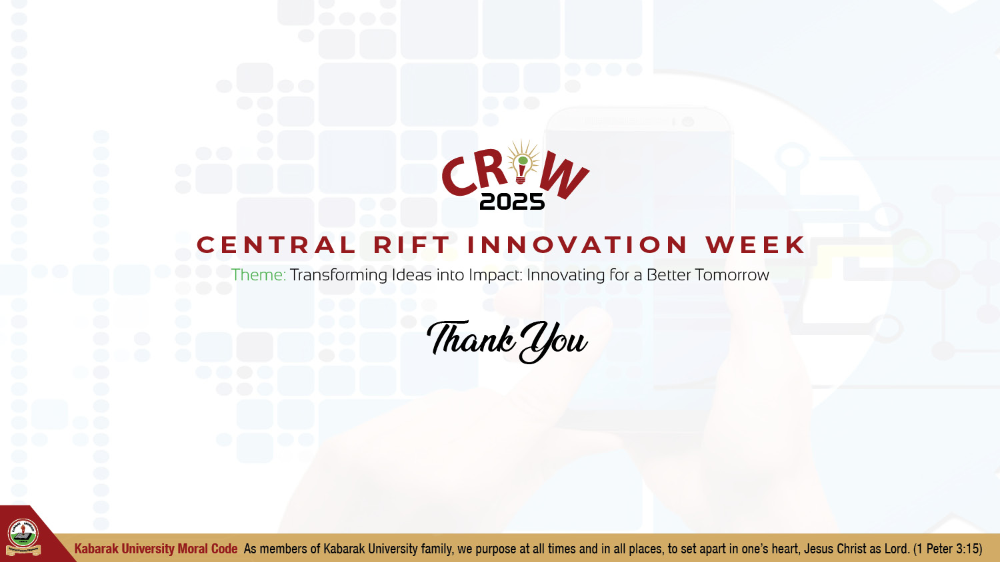 CRIW
2025
CENTRAL RIFT INNOVATION WEEK
Theme: Transforming Ideas into Impact: Innovating for a Better Tomorrow
Thank You
Kabarak University Moral Code As members of Kabarak University family, we purpose at all times and in all places, to set apart in one's heart, Jesus Christ as Lord. (1 Peter 3:15)